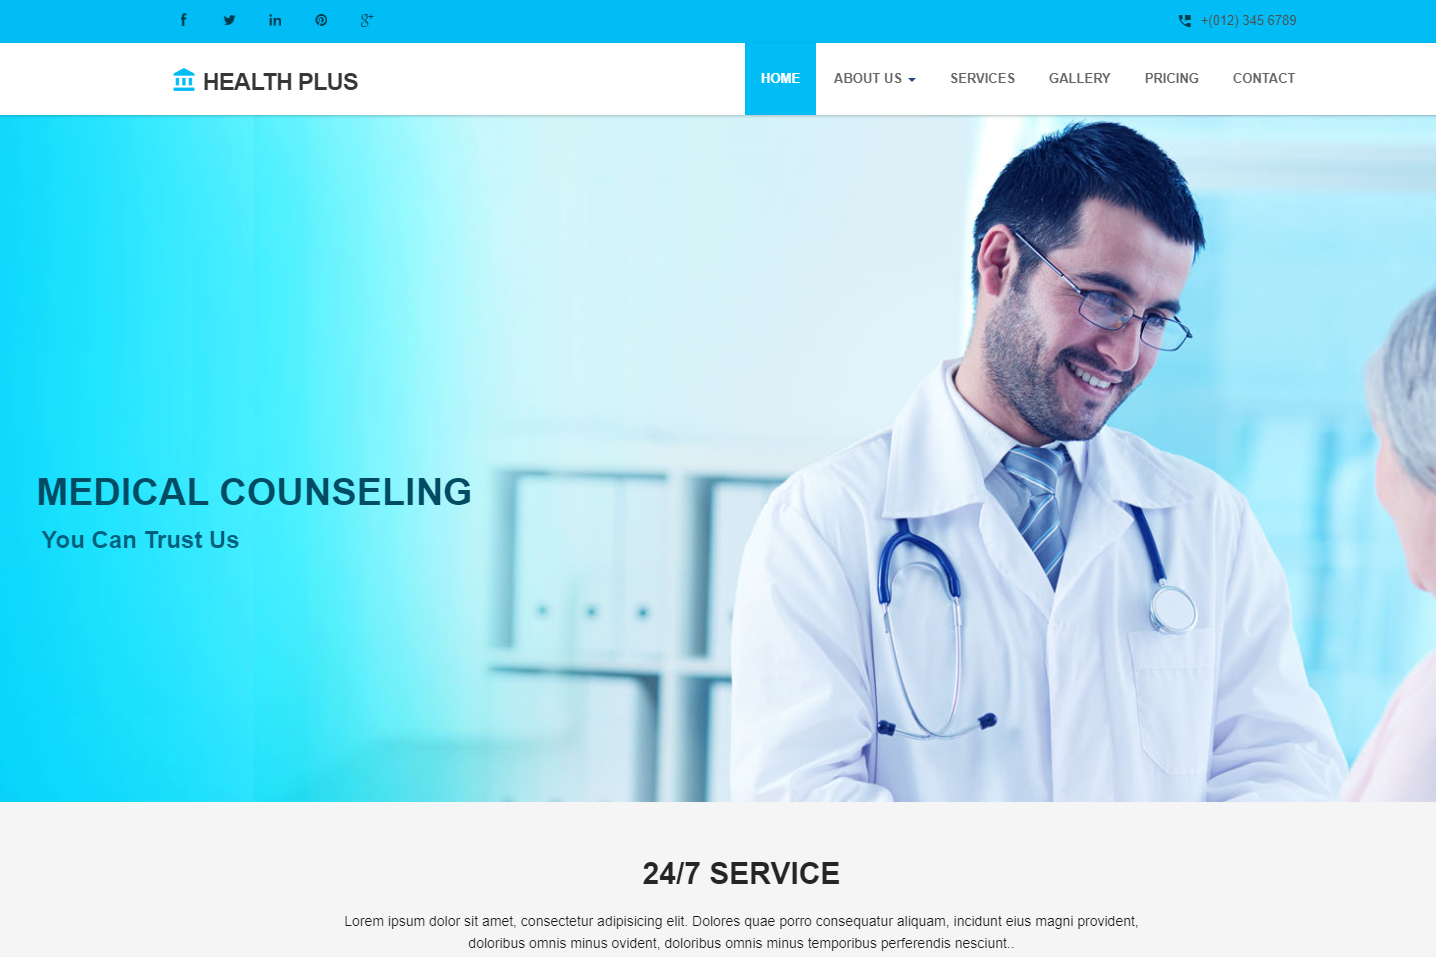 +(012) 345 6789
HEALTH PLUS
HOME ABOUT US SERVICES GALLERY PRICING CONTACT
MEDICAL COUNSELING
You Can Trust Us
24/7 SERVICE
Lorem ipsum dolor sit amet, consectetur adipisicing elit. Dolores quae porro consequatur aliquam, incidunt eius magni provident,
doloribus omnis minus ovident, doloribus omnis minus temporibus perferendis nesciunt..